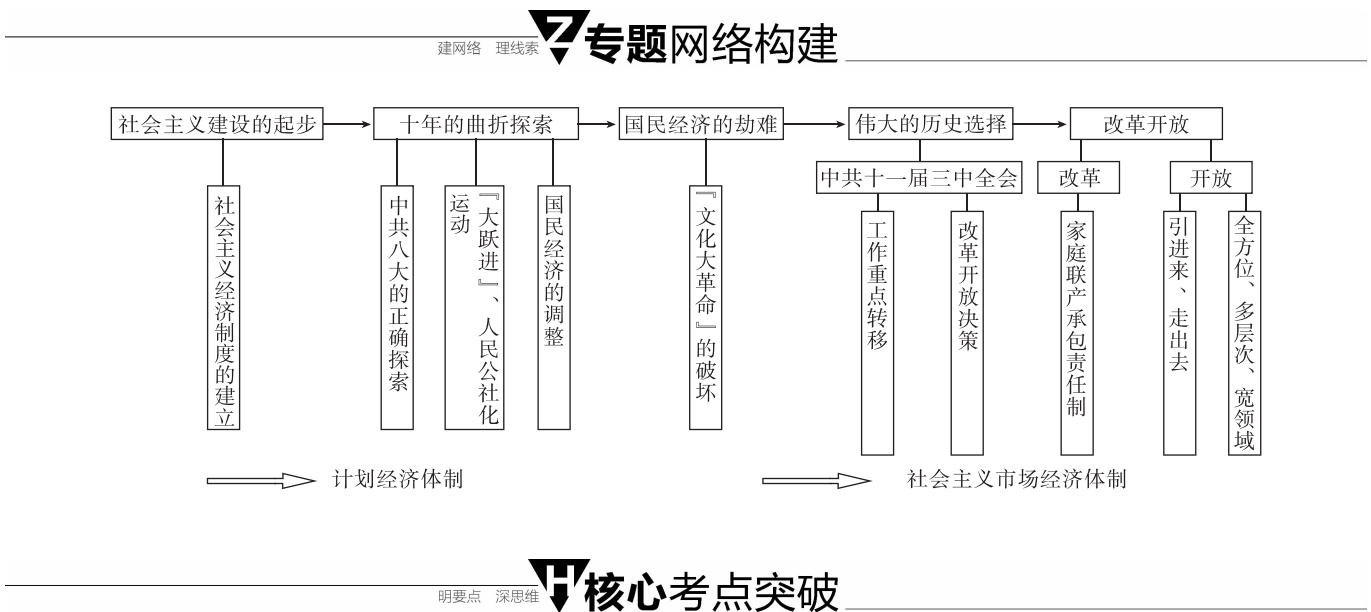 建网络 理线索
Z专题网络构建
社会主义建设的起步
十年的曲折探索
国民经济的劫难
伟大的历史选择
改革开放
中共十一届三中全会
改革
开放
社会主义经济制度的建立
中共八大的正确探索
『大跃进』、人民公社化
运动
国民经济的调整
『文化大革命』的破坏
工作重点转移
改革开放决策
家庭联产承包责任制
引进来、走出去
全方位、多层次、宽领域
计划经济体制
社会主义市场经济体制
明要点 深思维
H核心考点突破